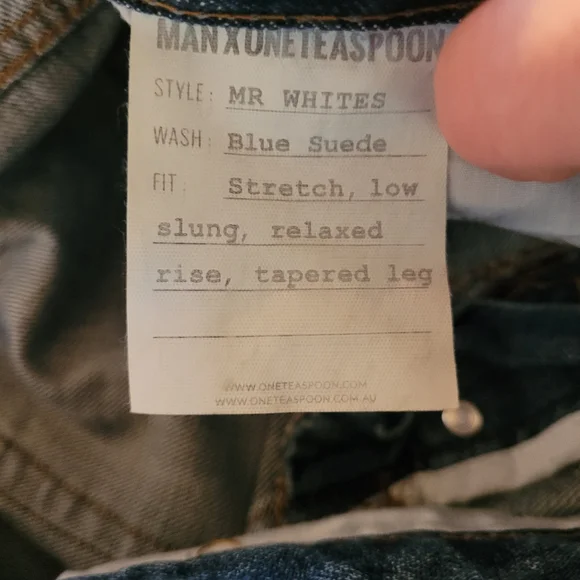 MANXONETEASPOON
STYLE: MR WHITES
WASH: Blue Suede
FIT: Stretch, low
slung, relaxed
rise, tapered leg
WWW.ONETEASPOON.COM
WWW.ONETEASPOON.COM.AU